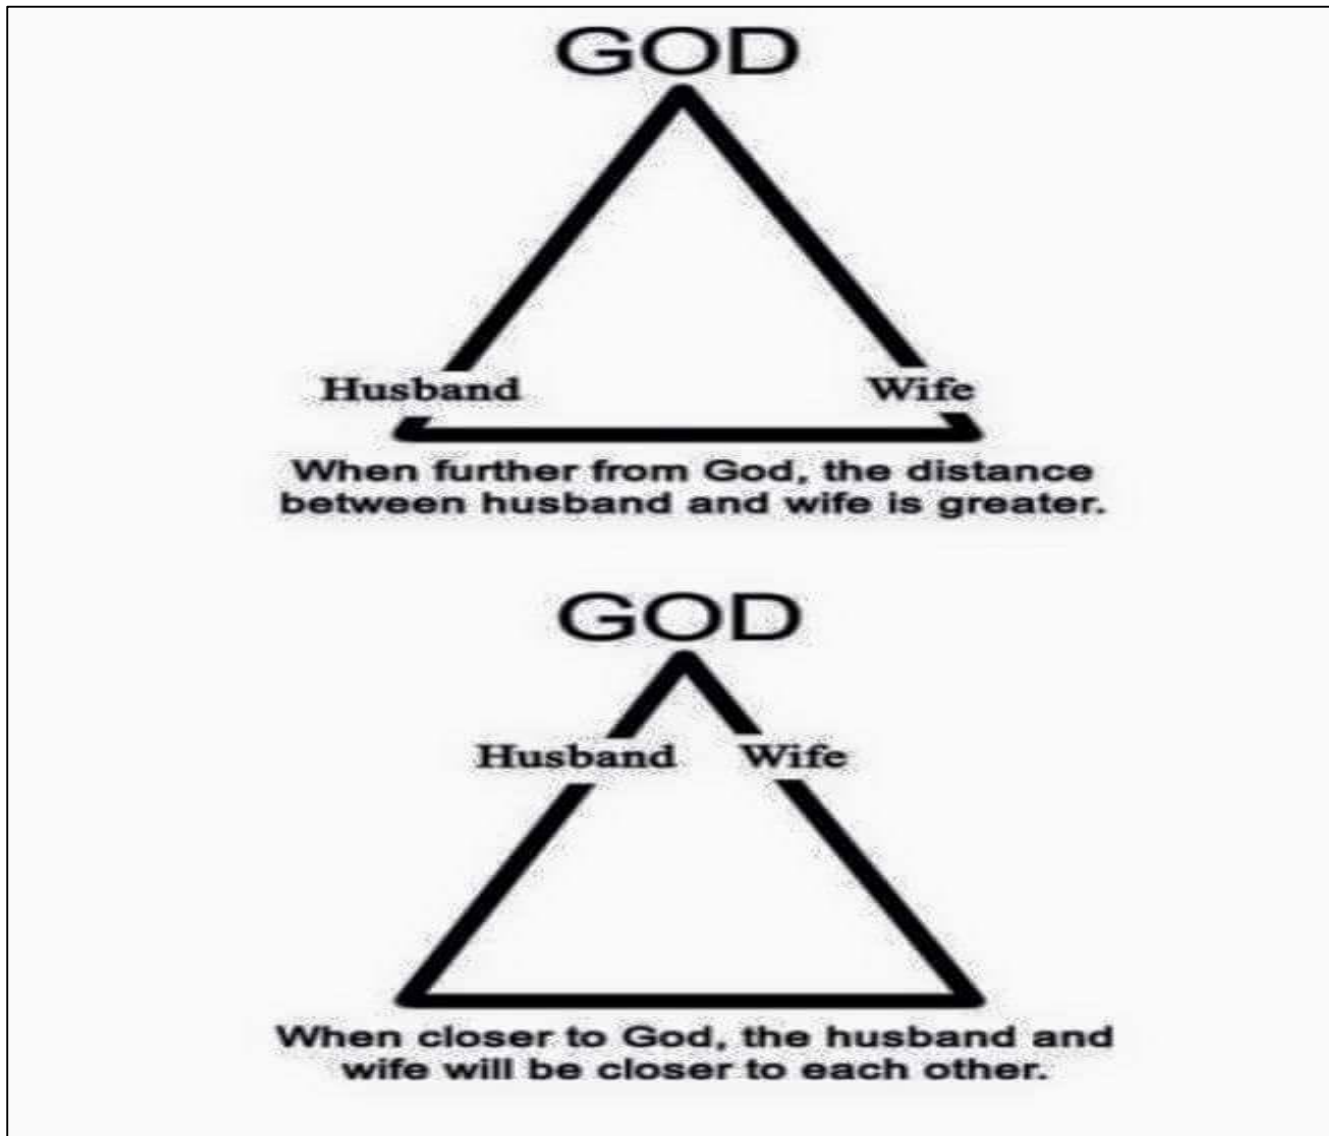 GOD
Husband
Wife
When further from God, the distance
between husband and wife is greater.
GOD
Husband
Wife
When closer to God, the husband and
wife will be closer to each other.